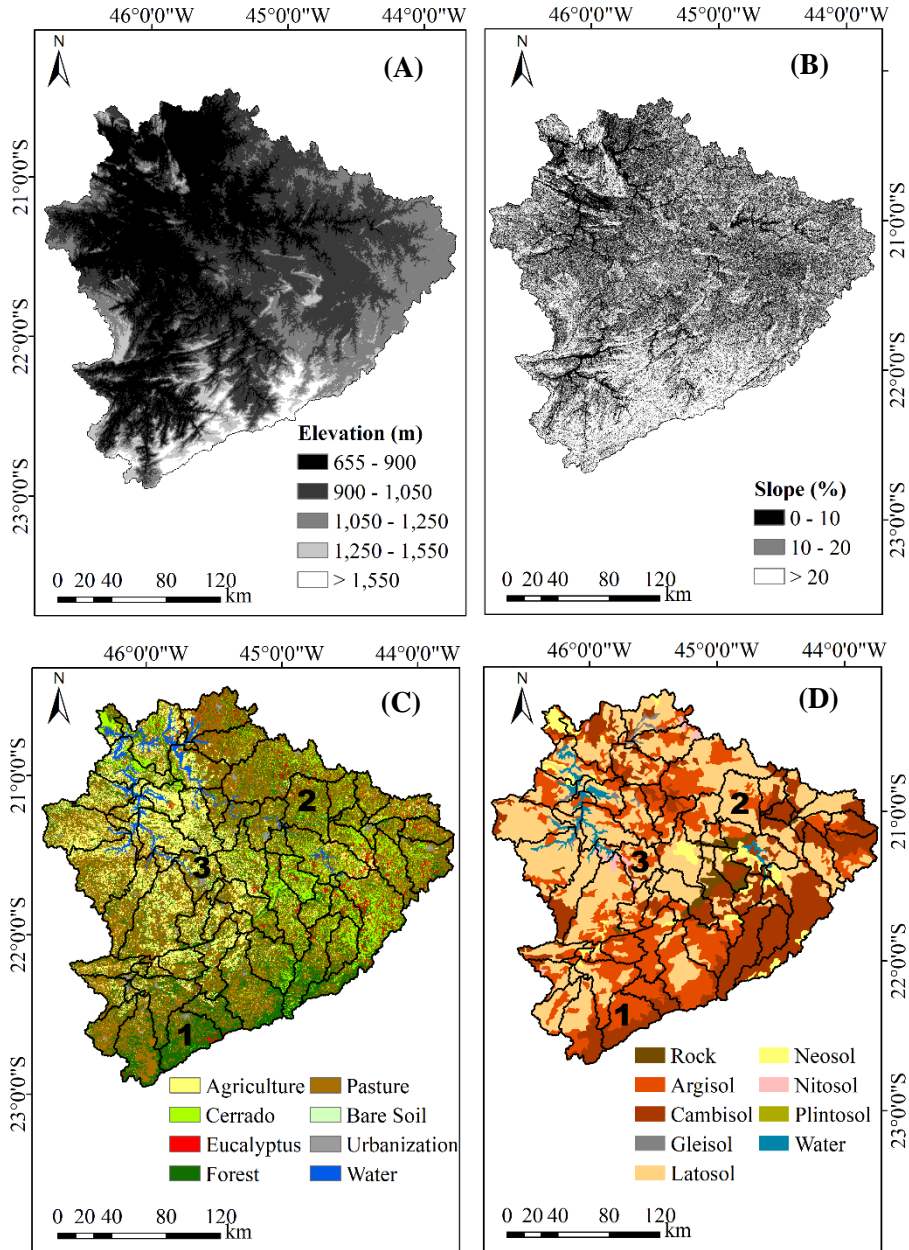 46°0'0"W 45°0'0"W 44°0'0"W
N
(A)
21°0'0"S
22°0'0"S
23°0'0"S
Elevation (m)
655 - 900
900 - 1,050
1,050 - 1,250
1,250 - 1,550
> 1,550
0 20 40 80 120
km
46°0'0"W 45°0'0"W 44°0'0"W
N
(B)
21°0'0"S
22°0'0"S
23°0'0"S
Slope (%)
0 - 10
10 - 20
> 20
0 20 40 80 120
km
46°0'0"W 45°0'0"W 44°0'0"W
N
(C)
21°0'0"S
22°0'0"S
23°0'0"S
2
3
1
Agriculture Pasture
Cerrado Bare Soil
Eucalyptus Urbanization
Forest Water
0 20 40 80 120
km
46°0'0"W 45°0'0"W 44°0'0"W
N
(D)
21°0'0"S
22°0'0"S
23°0'0"S
2
3
1
Rock Neosol
Argisol Nitosol
Cambisol Plintosol
Gleisol Water
Latosol
0 20 40 80 120
km